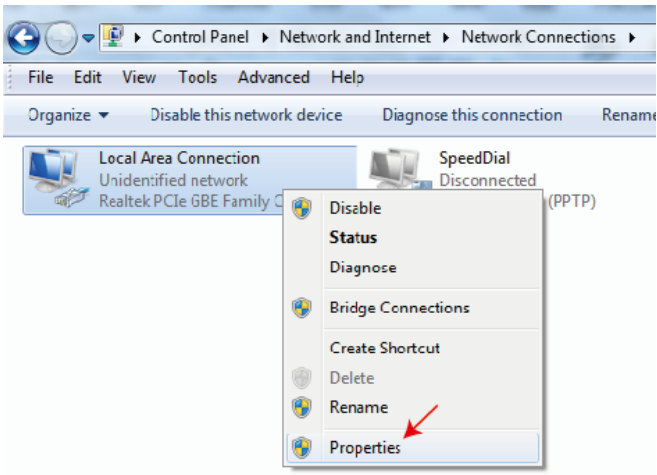 Control Panel Network and Internet Network Connections
File Edit View Tools Advanced Help
Organize Disable this network device Diagnose this connection Rename
Local Area Connection
Unidentified network
Realtek PCIe GBE Family C
SpeedDial
Disconnected
(PPTP)
Disable
Status
Diagnose
Bridge Connections
Create Shortcut
Delete
Rename
Properties